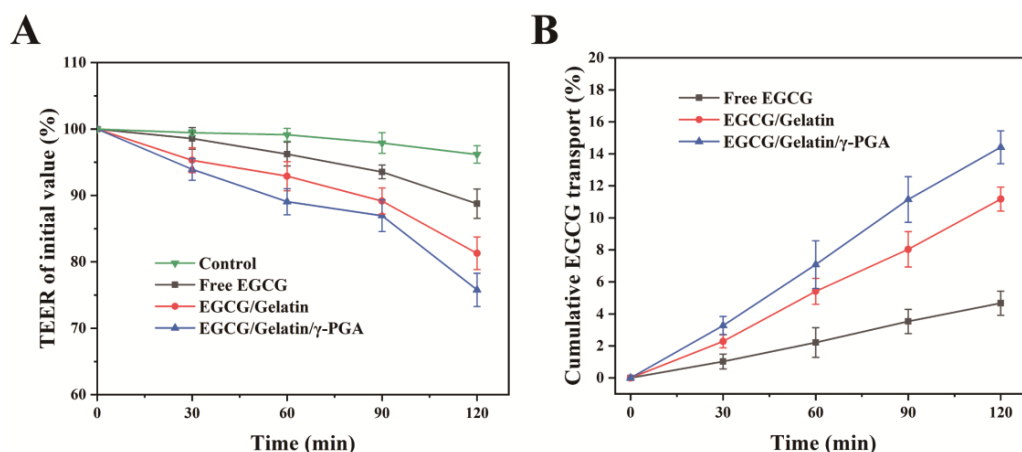 A
TEER of initial value (%)
110
100
90
80
70
60
Control
Free EGCG
EGCG/Gelatin
EGCG/Gelatin/γ-PGA
0 30 60 90 120
Time (min)
B
Cumulative EGCG transport (%)
20
18
16
14
12
10
8
6
4
2
0
Free EGCG
EGCG/Gelatin
EGCG/Gelatin/γ-PGA
0 30 60 90 120
Time (min)